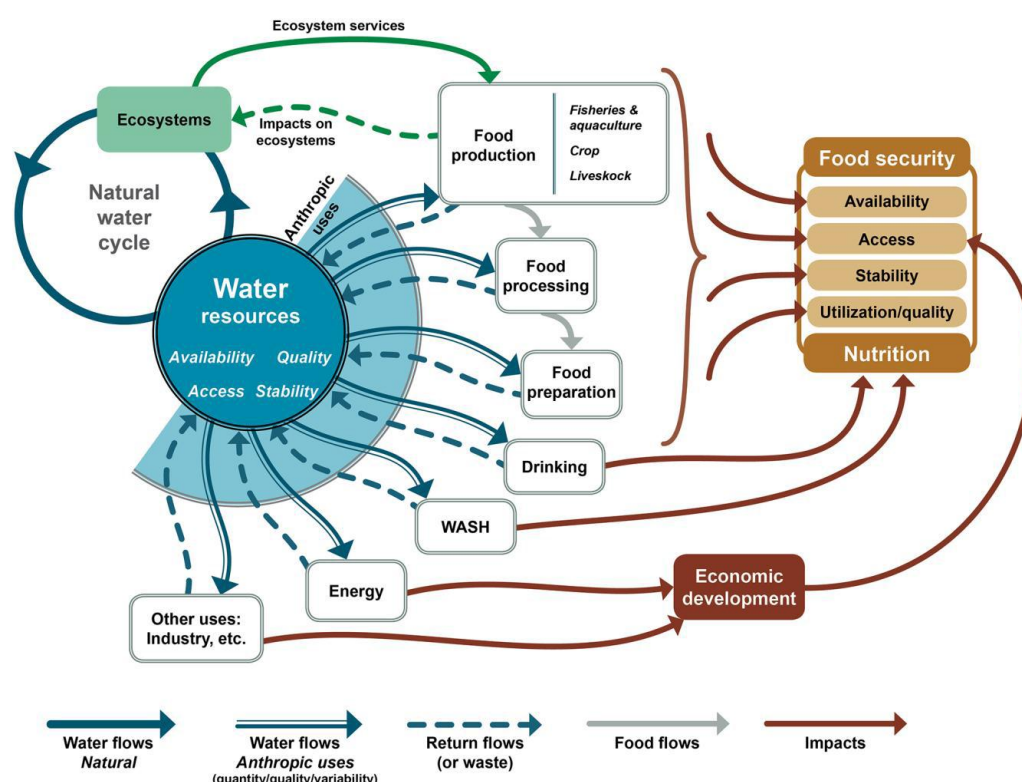 Ecosystem services
Ecosystems
Impacts on
ecosystems
Food
production
Fisheries &
aquaculture
Crop
Liveskock
Natural
water
cycle
Anthropic
uses
Water
resources
Availability Quality
Access Stability
Food
processing
Food
preparation
Drinking
WASH
Energy
Other uses:
Industry, etc.
Food security
Availability
Access
Stability
Utilization/quality
Nutrition
Economic
development
Water flows
Natural
Water flows
Anthropic uses
(quantity/quality/variability)
Return flows
(or waste)
Food flows
Impacts